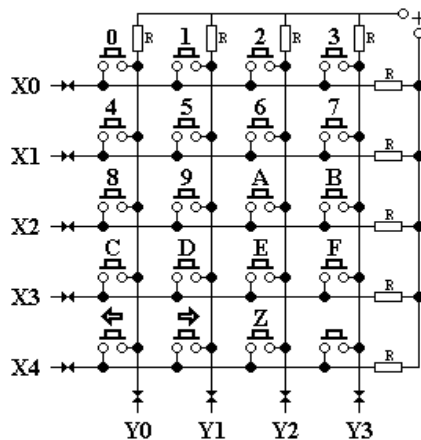 0 1 2 3
R R R R
+
X0 R
4 5 6 7
X1 R
8 9 A B
X2 R
C D E F
X3 R
⇦ ⇨ Z
X4 R
Y0 Y1 Y2 Y3